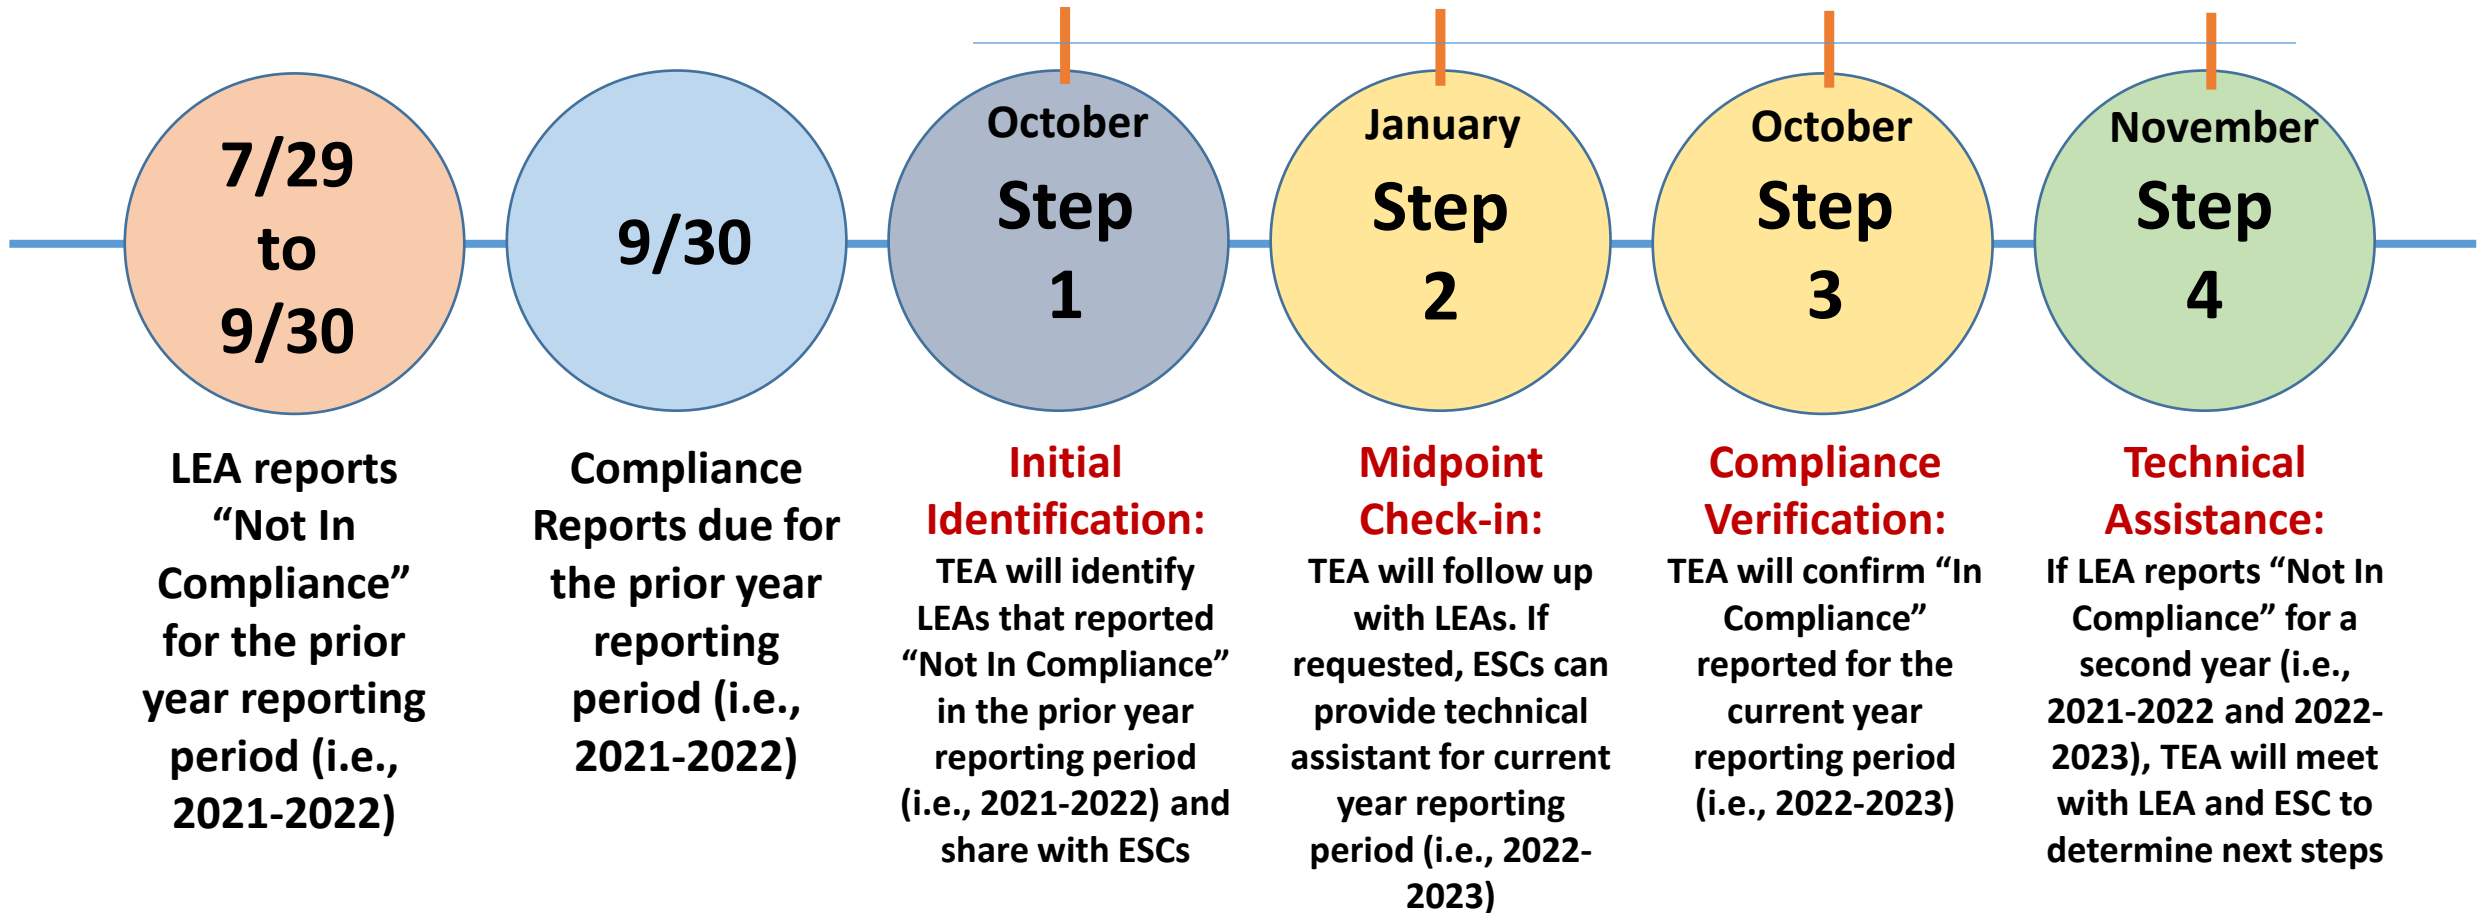 7/29
to
9/30
9/30
October
Step
1
January
Step
2
October
Step
3
November
Step
4
LEA reports
“Not In
Compliance”
for the prior
year reporting
period (i.e.,
2021-2022)
Compliance
Reports due for
the prior year
reporting
period (i.e.,
2021-2022)
Initial
Identification:
TEA will identify
LEAs that reported
“Not In Compliance”
in the prior year
reporting period
(i.e., 2021-2022) and
share with ESCs
Midpoint
Check-in:
TEA will follow up
with LEAs. If
requested, ESCs can
provide technical
assistant for current
year reporting
period (i.e., 2022-
2023)
Compliance
Verification:
TEA will confirm “In
Compliance”
reported for the
current year
reporting period
(i.e., 2022-2023)
Technical
Assistance:
If LEA reports “Not In
Compliance” for a
second year (i.e.,
2021-2022 and 2022-
2023), TEA will meet
with LEA and ESC to
determine next steps